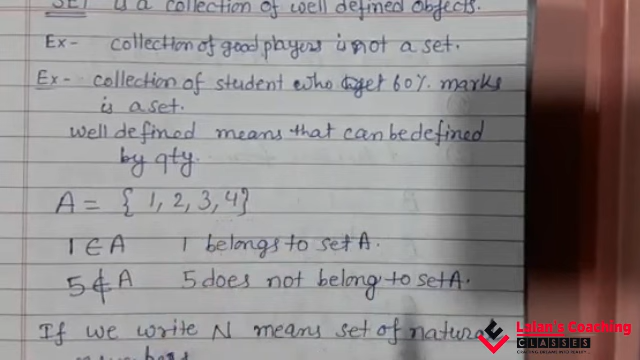 SET is a collection of well defined objects.
Ex- collection of good players is not a set.
Ex- collection of student who get 60% marks
is a set.
well defined means that can be defined
by qty.
A = { 1, 2, 3, 4}
1 ∈ A 1 belongs to set A.
5 ∉ A 5 does not belong to set A.
If we write N means set of natural
numbers
Lalan's Coaching
CLASSES